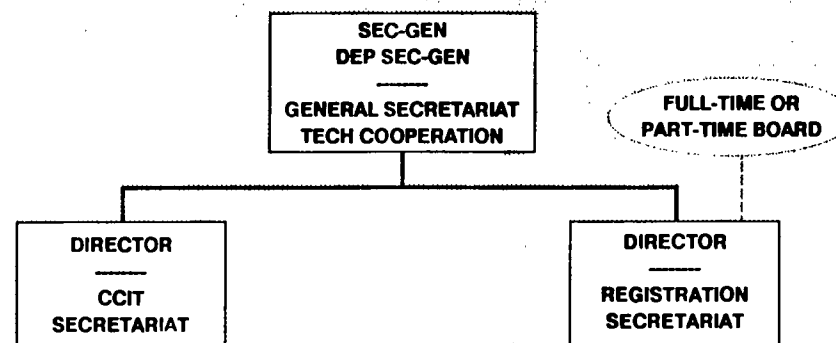 SEC-GEN
DEP SEC-GEN
GENERAL SECRETARIAT
TECH COOPERATION
FULL-TIME OR
PART-TIME BOARD
DIRECTOR
CCIT
SECRETARIAT
DIRECTOR
REGISTRATION
SECRETARIAT